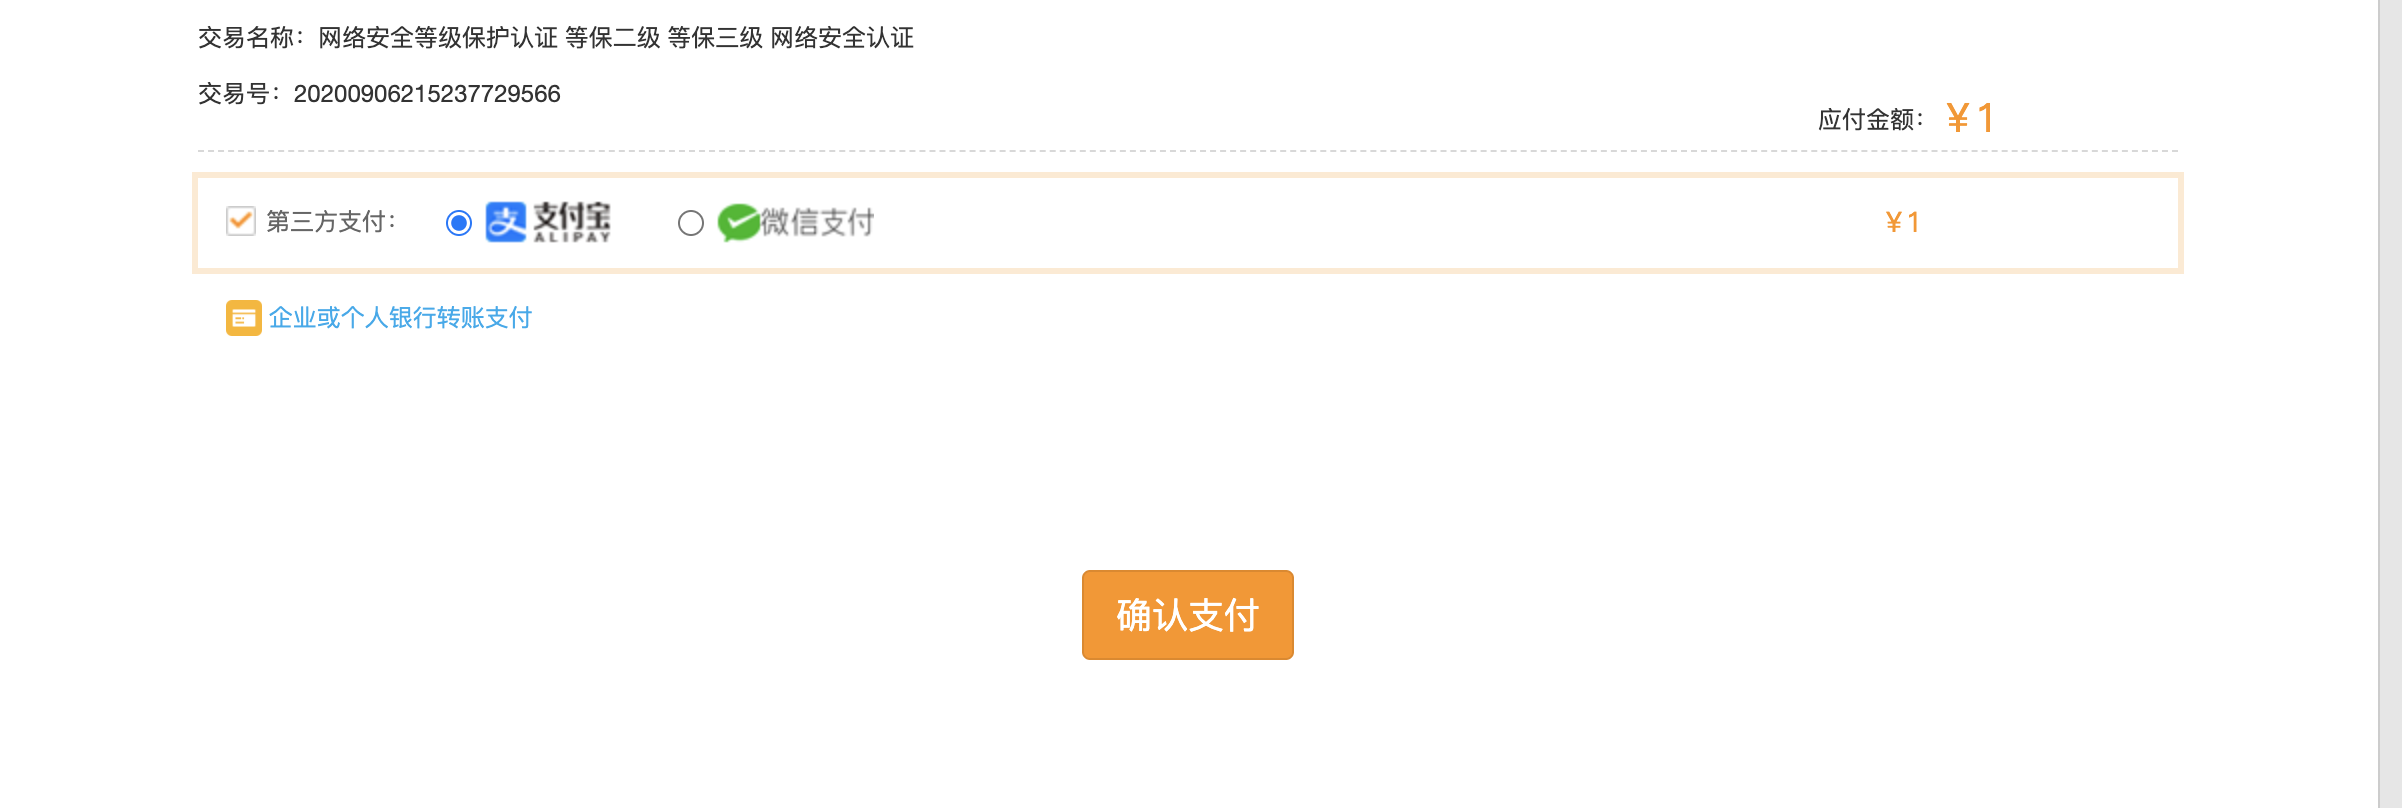 交易名称：网络安全等级保护认证 等保二级 等保三级 网络安全认证
交易号：20200906215237729566
应付金额：￥1
第三方支付： 支付宝 ALIPAY 微信支付 ￥1
企业或个人银行转账支付
确认支付